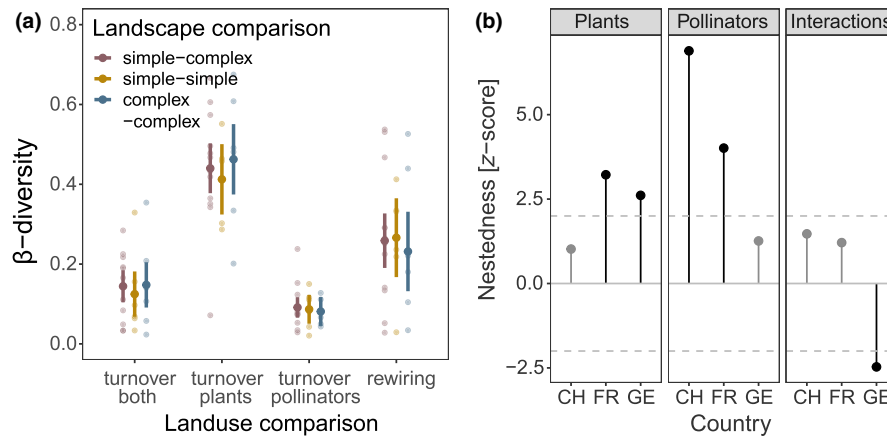 (a)
Landscape comparison
simple−complex
simple−simple
complex
−complex
β−diversity
0.8
0.6
0.4
0.2
0.0
turnover both
turnover plants
turnover pollinators
rewiring
Landuse comparison
(b)
Plants
Pollinators
Interactions
Nestedness [z−score]
5.0
2.5
0.0
−2.5
CH FR GE
CH FR GE
CH FR GE
Country